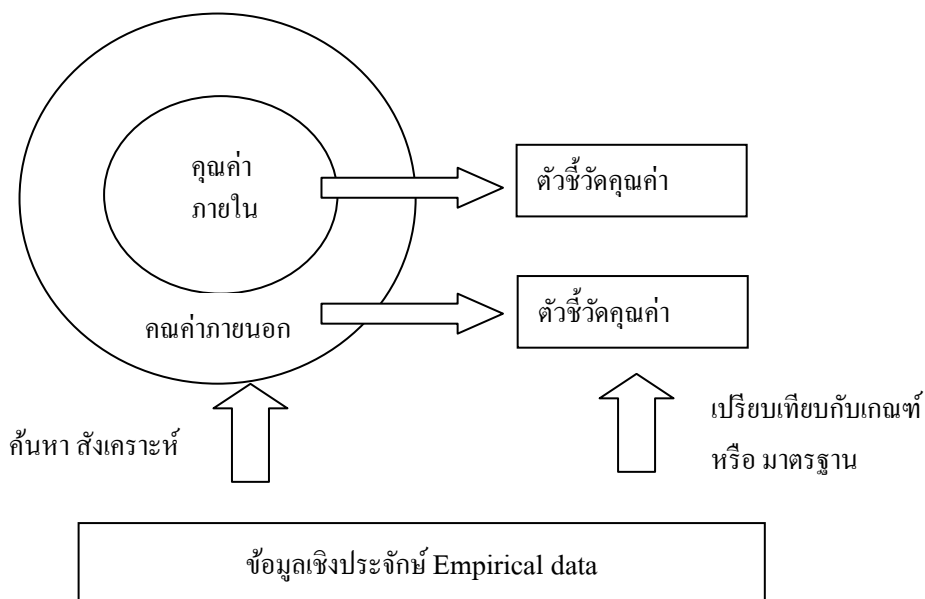 คุณค่า
ภายใน
ตัวชี้วัดคุณค่า
คณค่าภายนอก
ตัวชี้วัดคุณค่า
ค้นหา สังเคราะห์
เปรียบเทียบกับเกณฑ์
หรือ มาตรฐาน
ข้อมูลเชิงประจักษ์ Empirical data